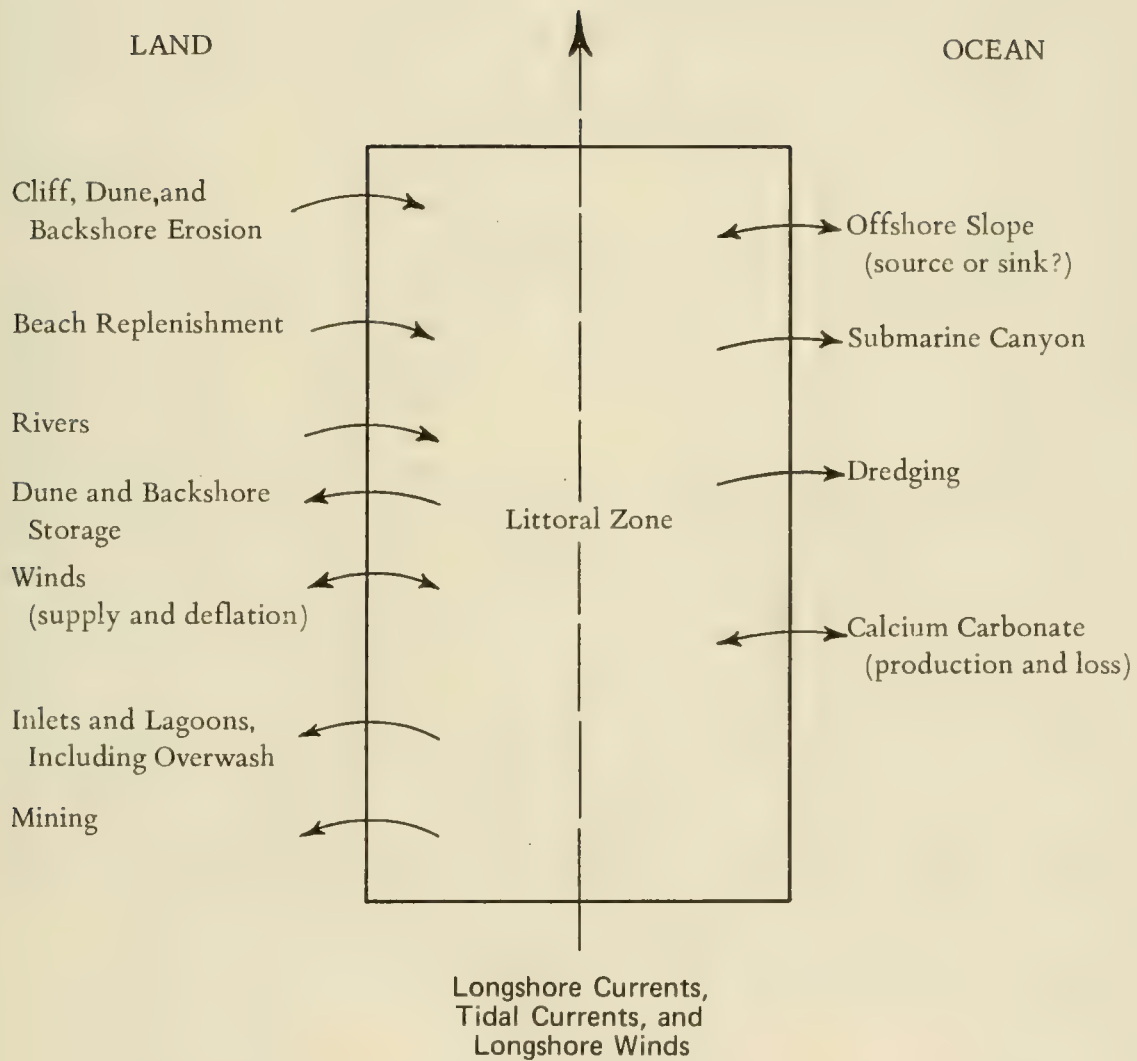 LAND
OCEAN
Cliff, Dune,and
Backshore Erosion
Beach Replenishment
Rivers
Dune and Backshore
Storage
Winds
(supply and deflation)
Inlets and Lagoons,
Including Overwash
Mining
Littoral Zone
Offshore Slope
(source or sink?)
Submarine Canyon
Dredging
Calcium Carbonate
(production and loss)
Longshore Currents,
Tidal Currents, and
Longshore Winds